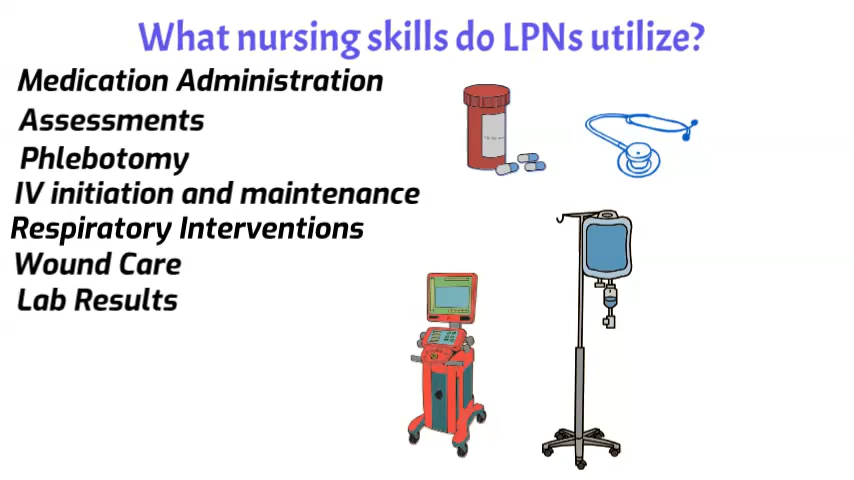 What nursing skills do LPNs utilize?
Medication Administration
Assessments
Phlebotomy
IV initiation and maintenance
Respiratory Interventions
Wound Care
Lab Results